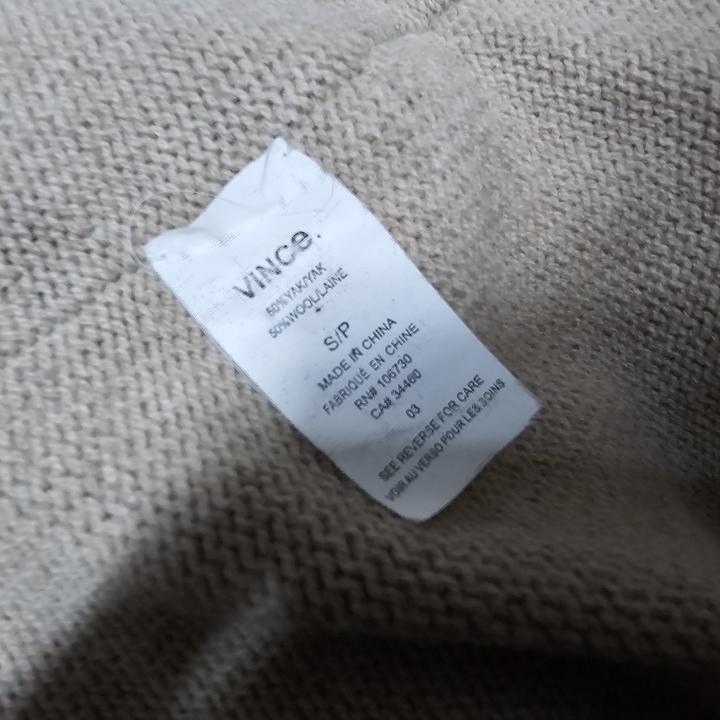 VINCe.
50%YAK/YAK
50%WOOL/LAINE
S/P
MADE IN CHINA
FABRIQUÉ EN CHINE
RN# 106730
CA# 34460
03
SEE REVERSE FOR CARE
VOIR AU VERSO POUR LES SOINS